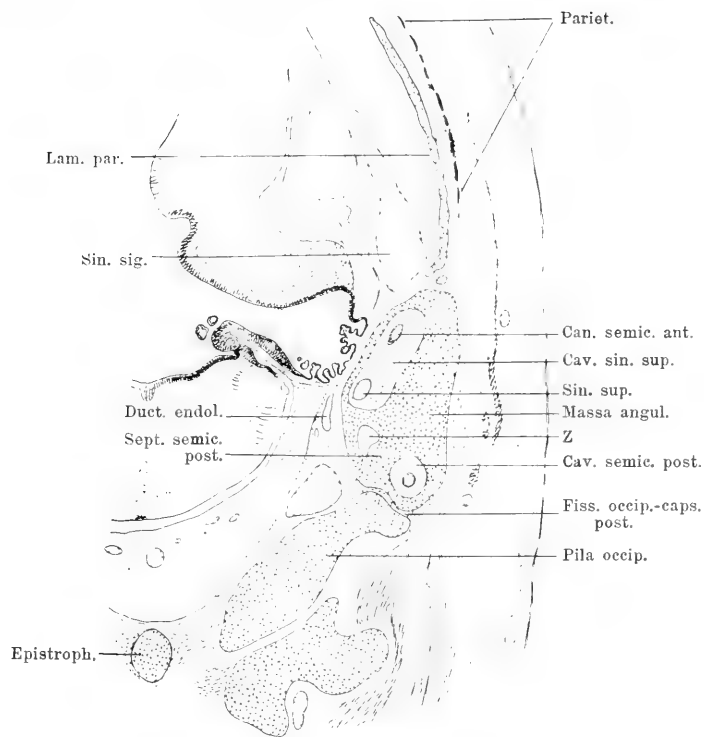 Pariet.
Lam. par.
Sin. sig.
Can. semic. ant.
Cav. sin. sup.
Sin. sup.
Duct. endol.
Massa angul.
Sept. semic.
post.
Z
Cav. semic. post.
Fiss. occip.-caps.
post.
Pila occip.
Epistroph.